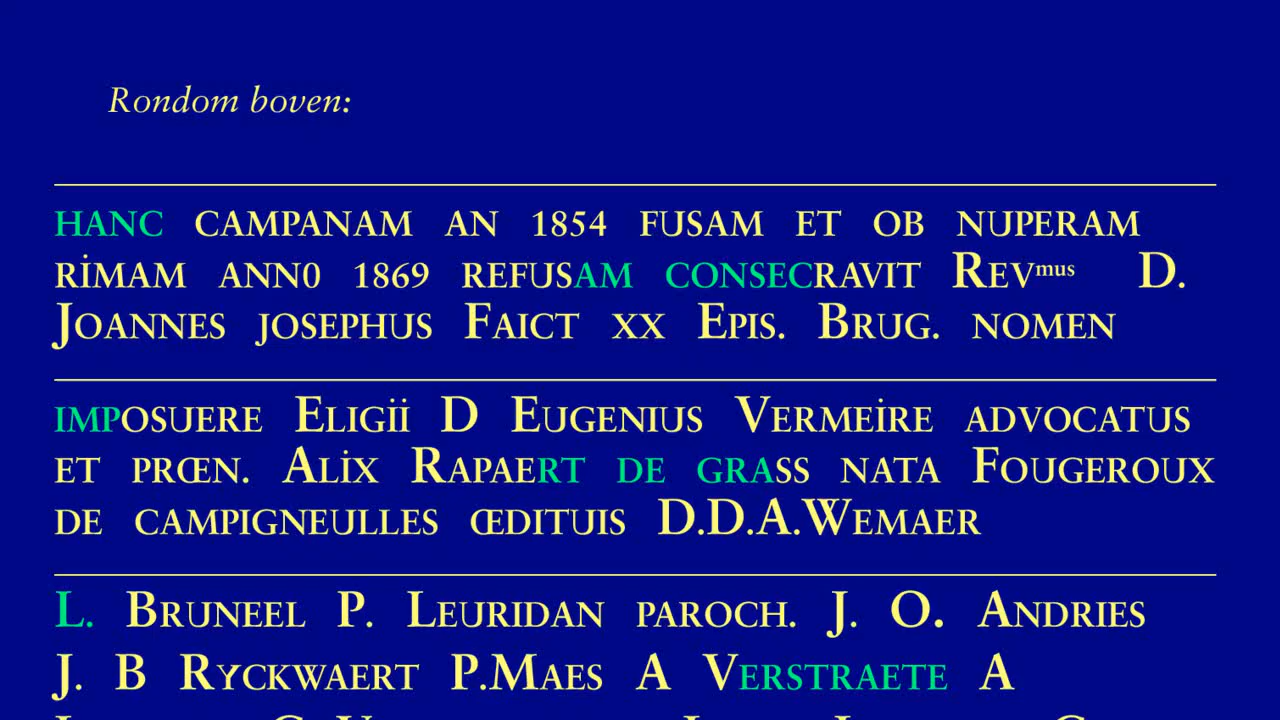 Rondom boven:
HANC CAMPANAM AN 1854 FUSAM ET OB NUPERAM
RİMAM ANN0 1869 REFUSAM CONSECRAVIT REVmus D.
JOANNES JOSEPHUS FAICT XX EPIS. BRUG. NOMEN
IMPOSUERE ELIGÏÏ D EUGENIUS VERMEİRE ADVOCATUS
ET PRŒN. ALİX RAPAERT DE GRASS NATA FOUGEROUX
DE CAMPIGNEULLES ŒDITUIS D.D.A.WEMAER
L. BRUNEEL P. LEURIDAN PAROCH. J. O. ANDRIES
J. B RYCKWAERT P.MAES A VERSTRAETE A